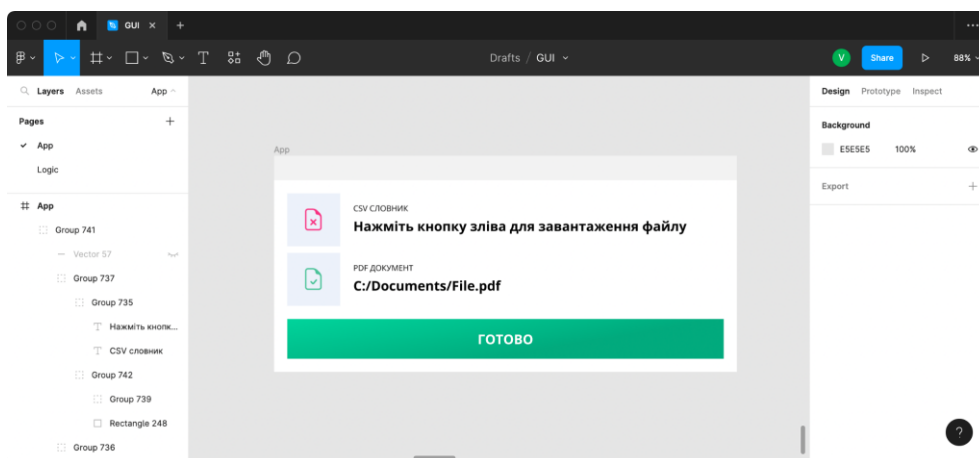 GUI
Drafts / GUI
V
Share
88%
Layers Assets App
Design Prototype Inspect
Pages
App
Logic
Background
E5E5E5 100%
Export
App
Group 741
Vector 57
Group 737
Group 735
Нажміть кнопк...
CSV словник
Group 742
Group 739
Rectangle 248
Group 736
App
CSV СЛОВНИК
Нажміть кнопку зліва для завантаження файлу
PDF ДОКУМЕНТ
C:/Documents/File.pdf
ГОТОВО
?